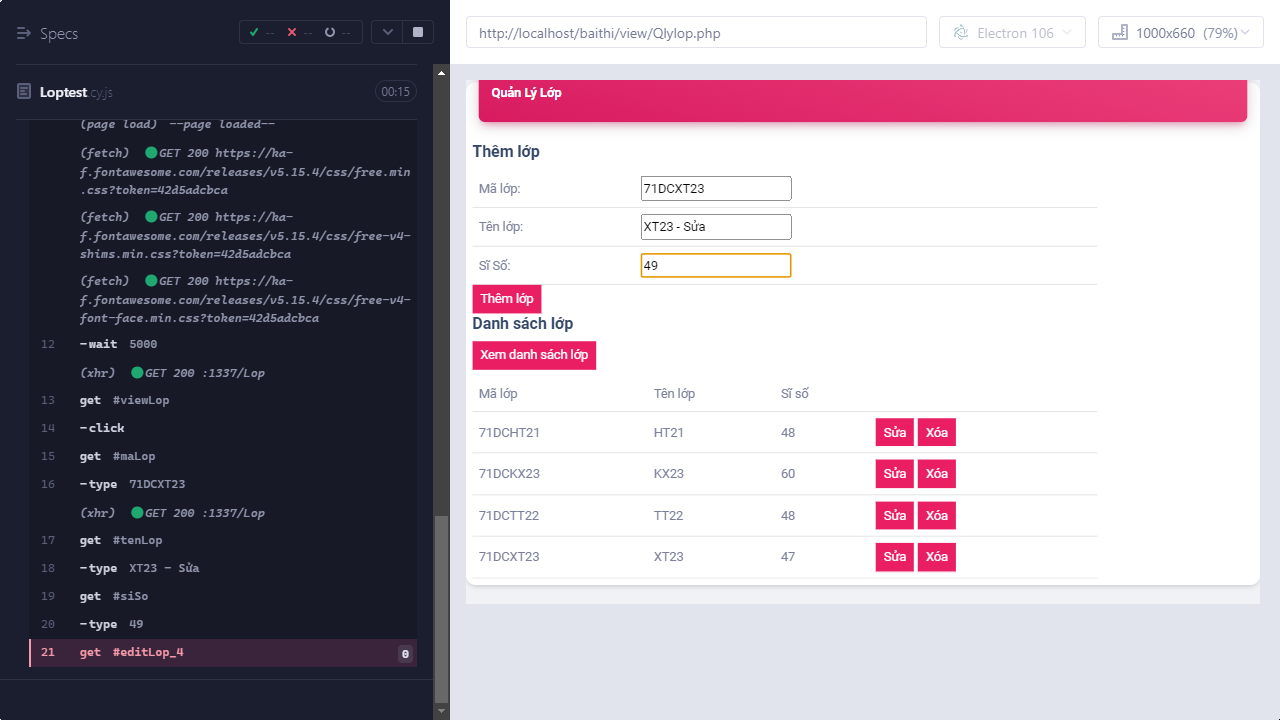 Specs
-- -- --
http://localhost/baithi/view/Qlylop.php
Electron 106
1000x660 (79%)
Loptest.cy.js
00:15
(page load) --page loaded--
(fetch) GET 200 https://ka-
f.fontawesome.com/releases/v5.15.4/css/free.min
.css?token=42d5adcbca
(fetch) GET 200 https://ka-
f.fontawesome.com/releases/v5.15.4/css/free-v4-
shims.min.css?token=42d5adcbca
(fetch) GET 200 https://ka-
f.fontawesome.com/releases/v5.15.4/css/free-v4-
font-face.min.css?token=42d5adcbca
12 -wait 5000
(xhr) GET 200 :1337/Lop
13 get #viewLop
14 -click
15 get #maLop
16 -type 71DCXT23
(xhr) GET 200 :1337/Lop
17 get #tenLop
18 -type XT23 - Sửa
19 get #siSo
20 -type 49
21 get #editLop_4 0
Quản Lý Lớp
Thêm lớp
Mã lớp: 71DCXT23
Tên lớp: XT23 - Sửa
Sĩ Số: 49
Thêm lớp
Danh sách lớp
Xem danh sách lớp
Mã lớp Tên lớp Sĩ số
71DCHT21 HT21 48 Sửa Xóa
71DCKX23 KX23 60 Sửa Xóa
71DCTT22 TT22 48 Sửa Xóa
71DCXT23 XT23 47 Sửa Xóa